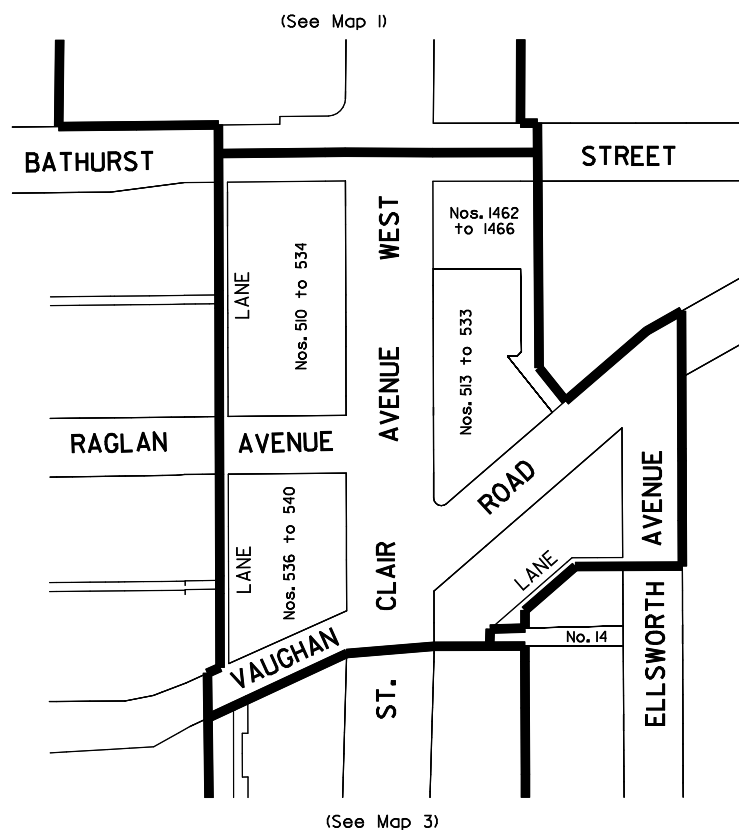 (See Map 1)
BATHURST STREET
Nos. 1462
to 1466
LANE
Nos. 510 to 534
ST. CLAIR AVENUE WEST
Nos. 513 to 533
RAGLAN AVENUE
VAUGHAN ROAD
LANE
Nos. 536 to 540
LANE
ELLSWORTH AVENUE
No. 14
(See Map 3)